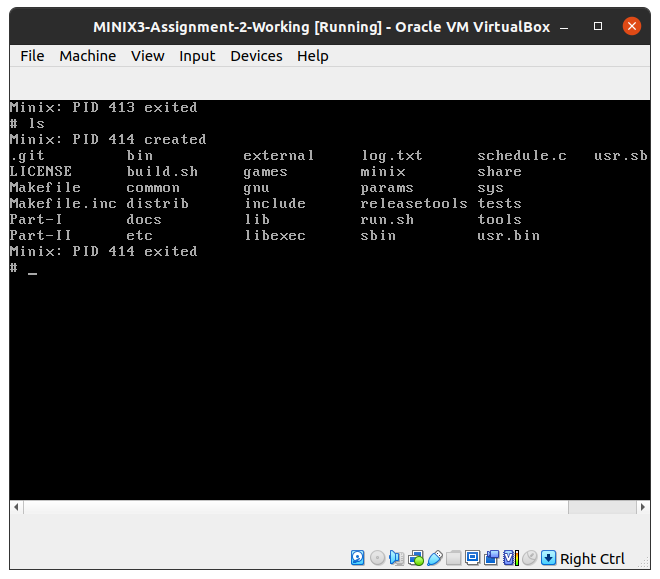 MINIX3-Assignment-2-Working [Running] - Oracle VM VirtualBox
File Machine View Input Devices Help
Minix: PID 413 exited
# ls
Minix: PID 414 created
.git bin external log.txt schedule.c usr.sb
LICENSE build.sh games minix share
Makefile common gnu params sys
Makefile.inc distrib include releasetools tests
Part-I docs lib run.sh tools
Part-II etc libexec sbin usr.bin
Minix: PID 414 exited
# _
Right Ctrl